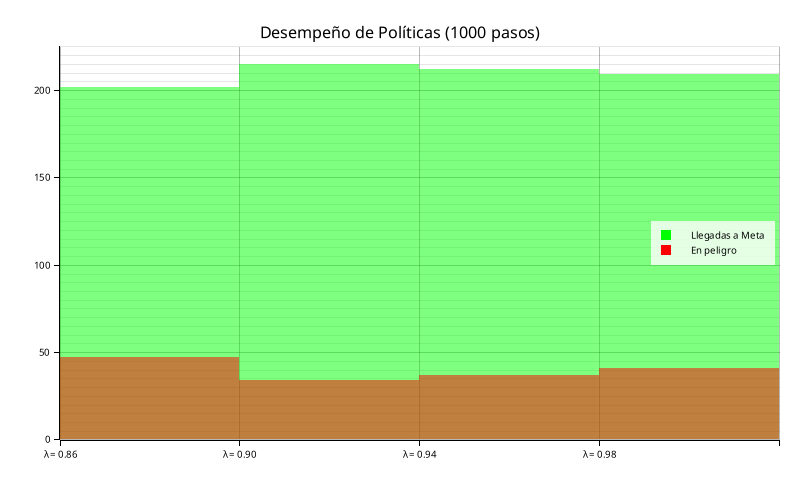 Desempeño de Políticas (1000 pasos)
200
150
100
50
0
Llegadas a Meta
En peligro
λ= 0.86
λ= 0.90
λ= 0.94
λ= 0.98